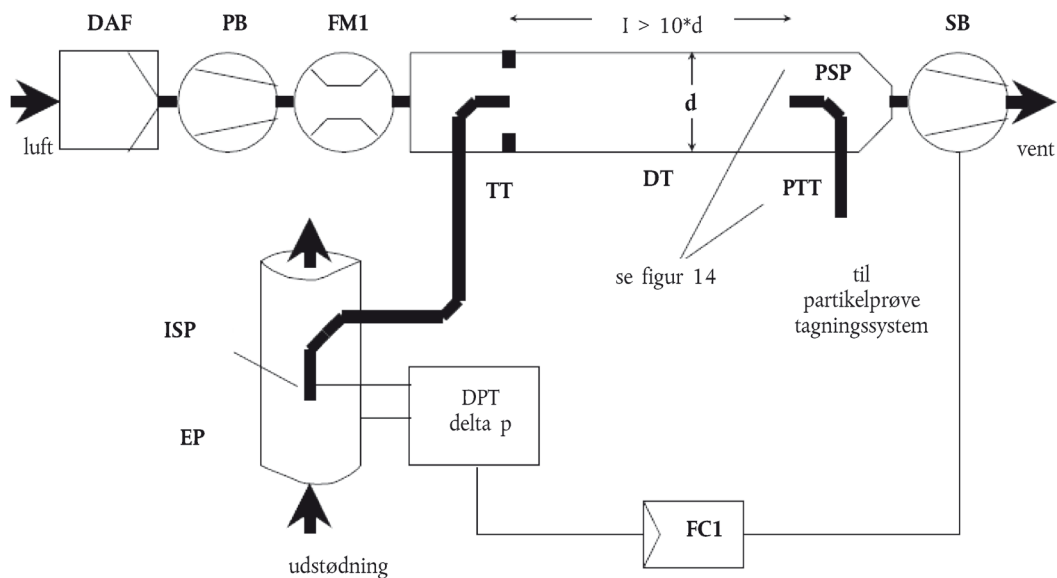 DAF
PB
FM1
l > 10*d
SB
PSP
d
luft
vent
TT
DT
PTT
se figur 14
til
partikelprøve
tagningssystem
ISP
DPT
delta p
EP
FC1
udstødning